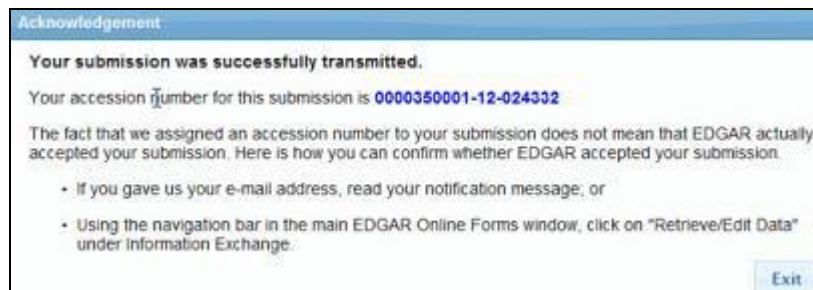 Acknowledgement
Your submission was successfully transmitted.
Your accession number for this submission is 0000350001-12-024332
The fact that we assigned an accession number to your submission does not mean that EDGAR actually
accepted your submission. Here is how you can confirm whether EDGAR accepted your submission.
• If you gave us your e-mail address, read your notification message; or
• Using the navigation bar in the main EDGAR Online Forms window, click on "Retrieve/Edit Data"
under Information Exchange.
Exit